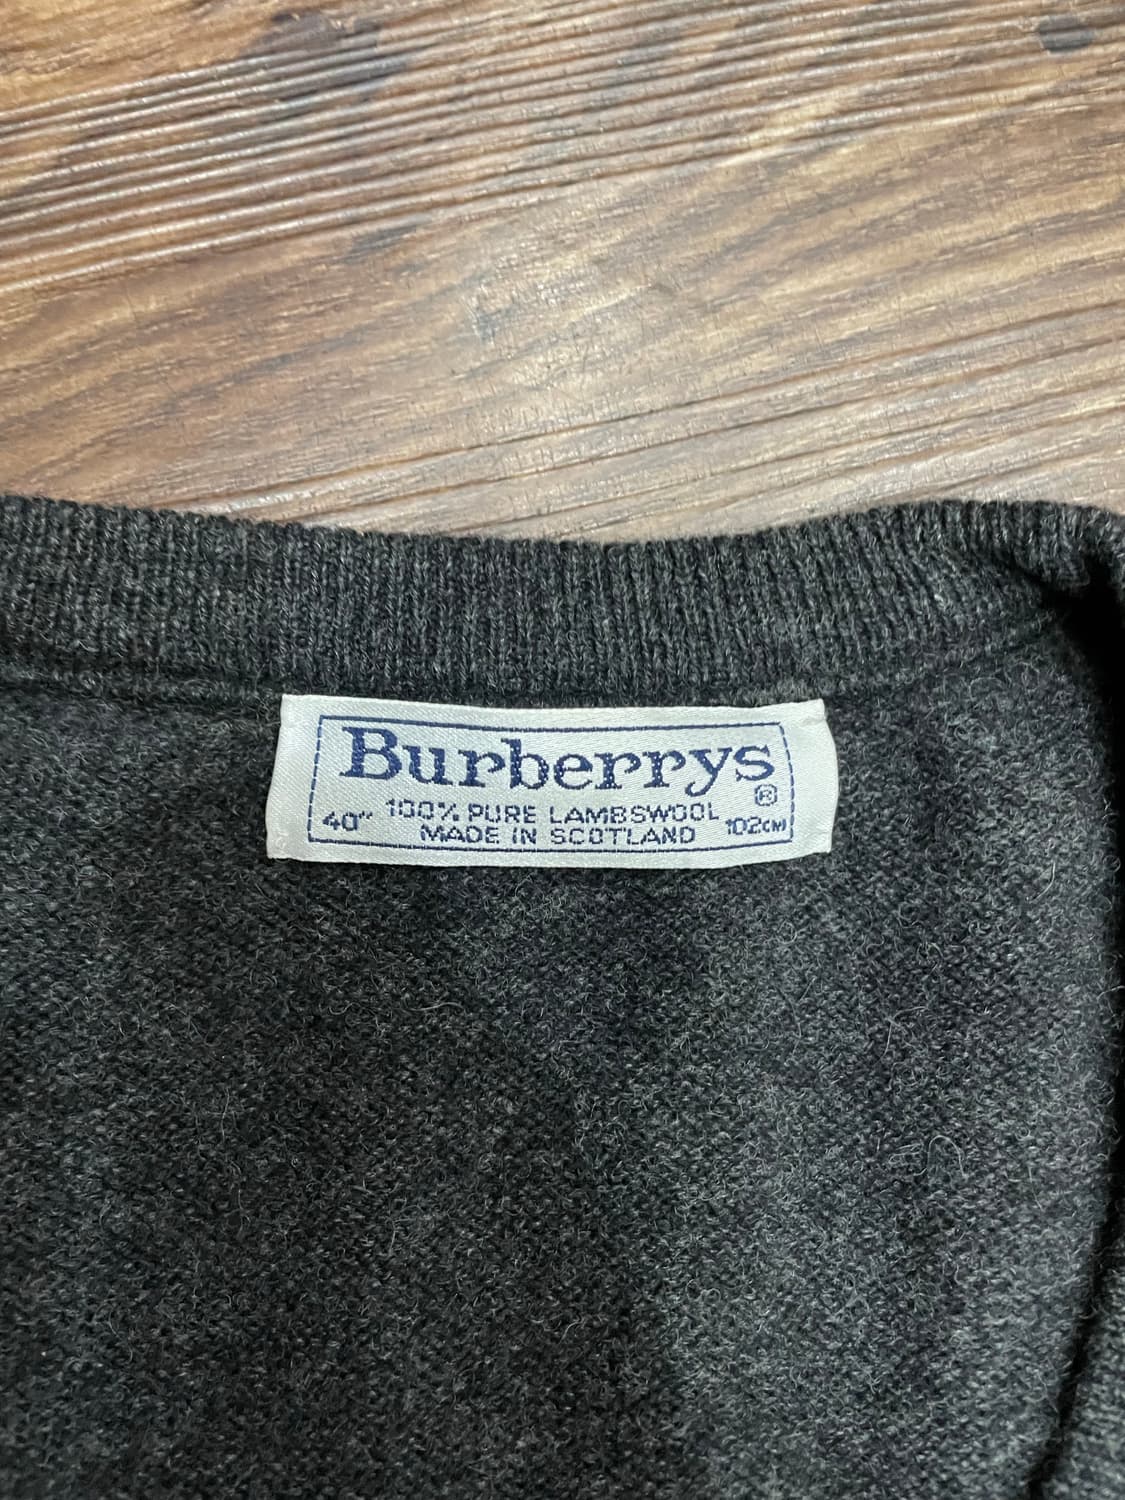 Burberrys
®
40" 100% PURE LAMBSWOOL
MADE IN SCOTLAND 102CM